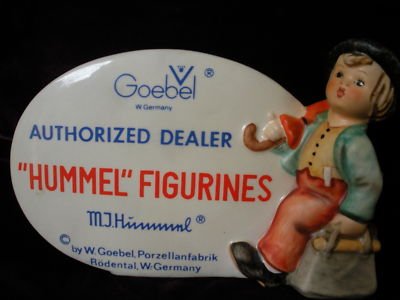 Goebel ®
W. Germany
AUTHORIZED DEALER
"HUMMEL" FIGURINES
M.J.Hummel ®
© by W. Goebel, Porzellanfabrik
Rödental, W. Germany